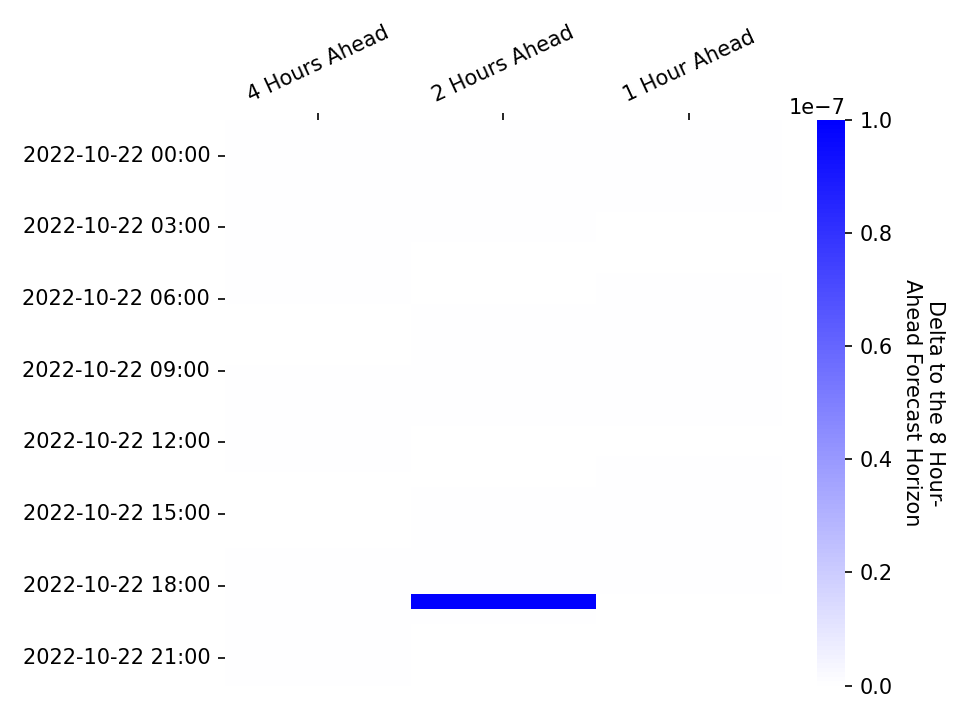 4 Hours Ahead
2 Hours Ahead
1 Hour Ahead
1e−7
2022-10-22 00:00
2022-10-22 03:00
2022-10-22 06:00
2022-10-22 09:00
2022-10-22 12:00
2022-10-22 15:00
2022-10-22 18:00
2022-10-22 21:00
1.0
0.8
0.6
0.4
0.2
0.0
Delta to the 8 Hour-
Ahead Forecast Horizon